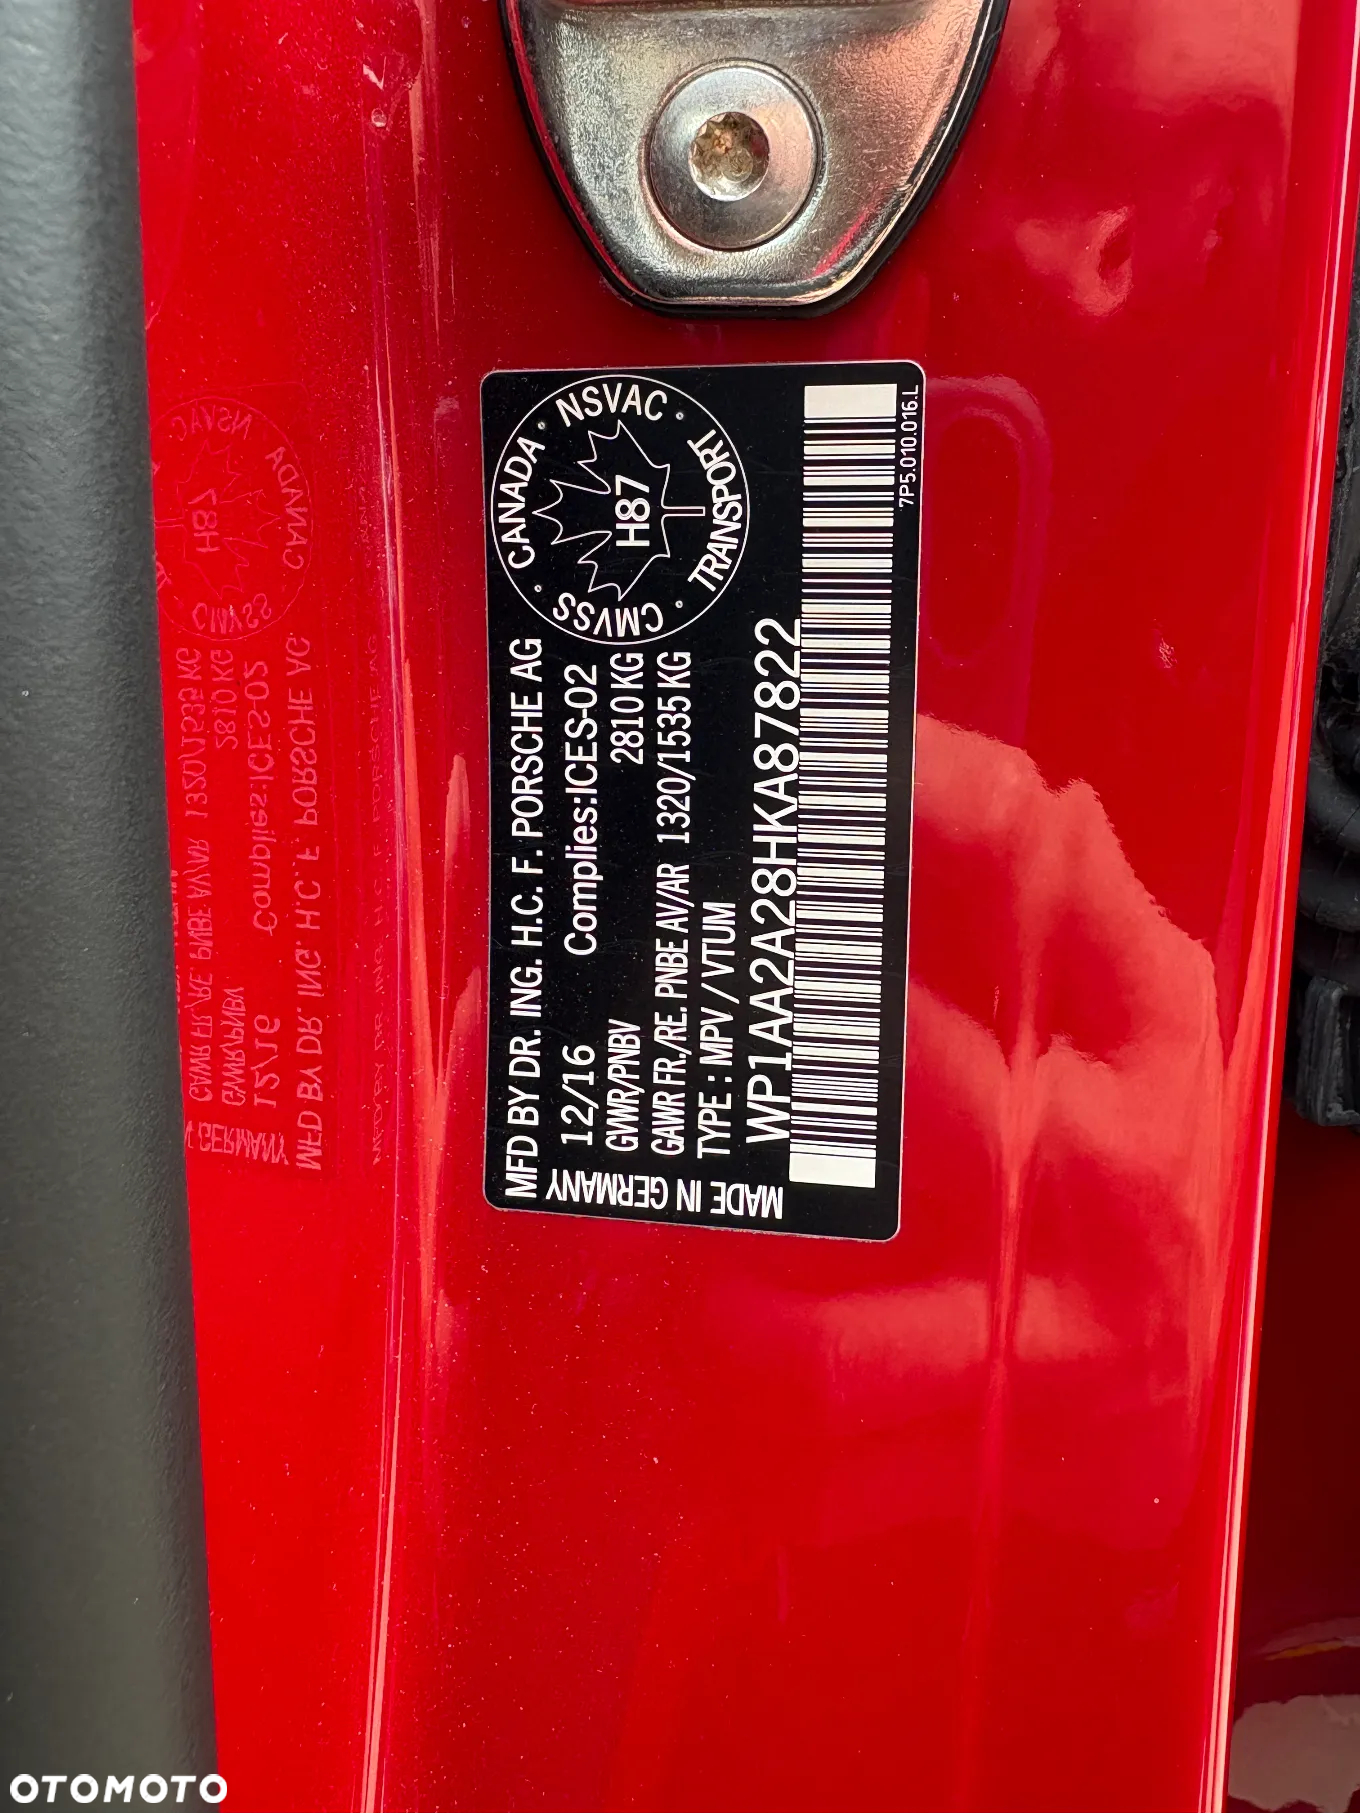 MFD BY DR. ING. H.C. F. PORSCHE AG
12/16 Complies:ICES-02
GVWR/PNBV 2810 KG
GAWR FR./RE. PNBE AV/AR 1320/1535 KG
TYPE : MPV / VTUM
WP1AA2A28HKA87822
MADE IN GERMANY
CANADA · NSVAC · TRANSPORT · CMVSS ·
H87
7P5.010.016.L
OTOMOTO